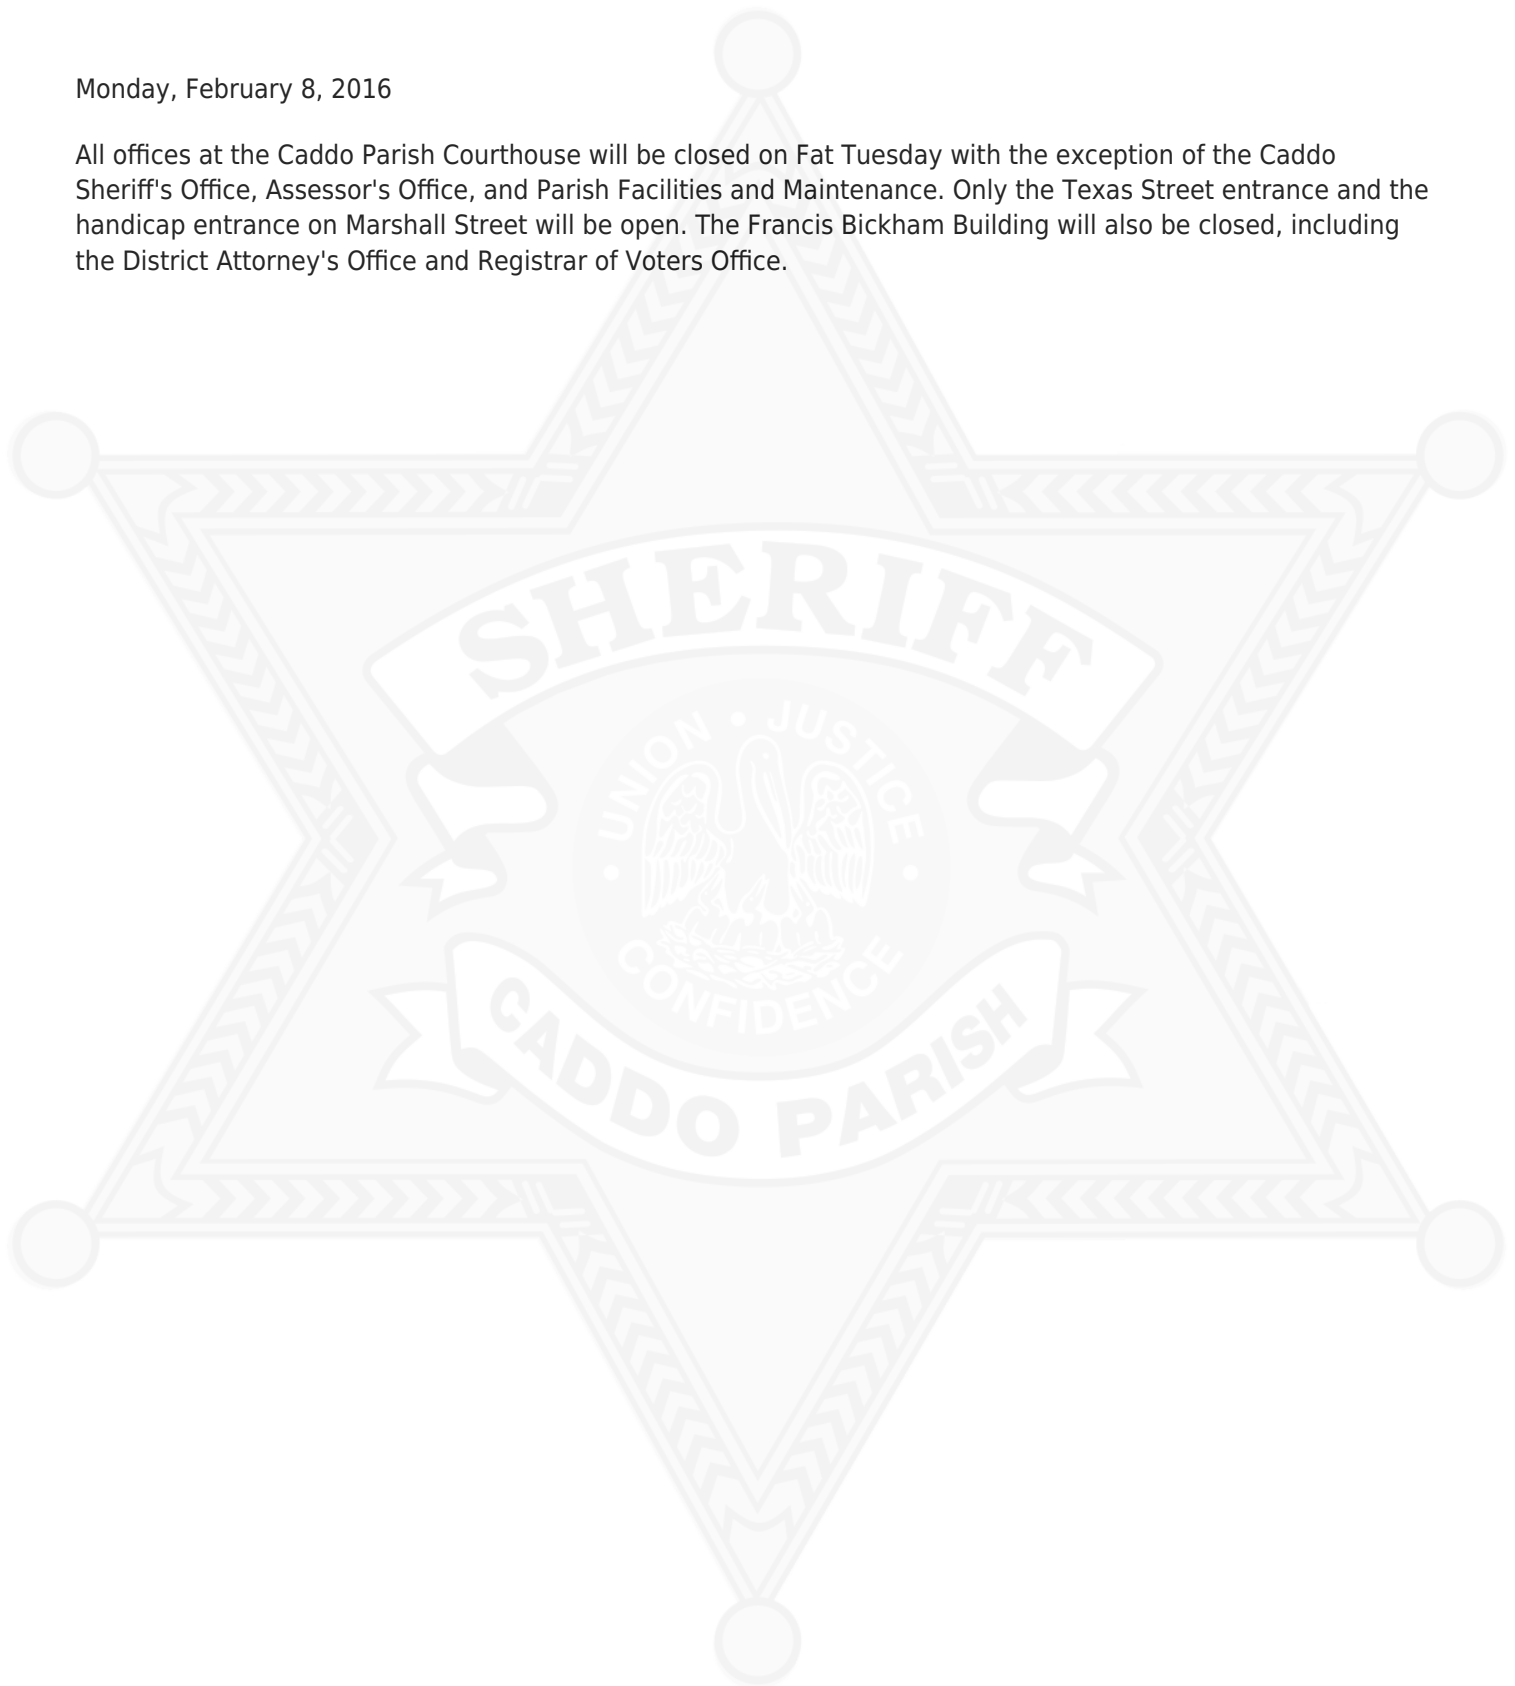 Monday, February 8, 2016
All offices at the Caddo Parish Courthouse will be closed on Fat Tuesday with the exception of the Caddo
Sheriff's Office, Assessor's Office, and Parish Facilities and Maintenance. Only the Texas Street entrance and the
handicap entrance on Marshall Street will be open. The Francis Bickham Building will also be closed, including
the District Attorney's Office and Registrar of Voters Office.
SHERIFF
UNION • JUSTICE
• CONFIDENCE •
CADDO PARISH